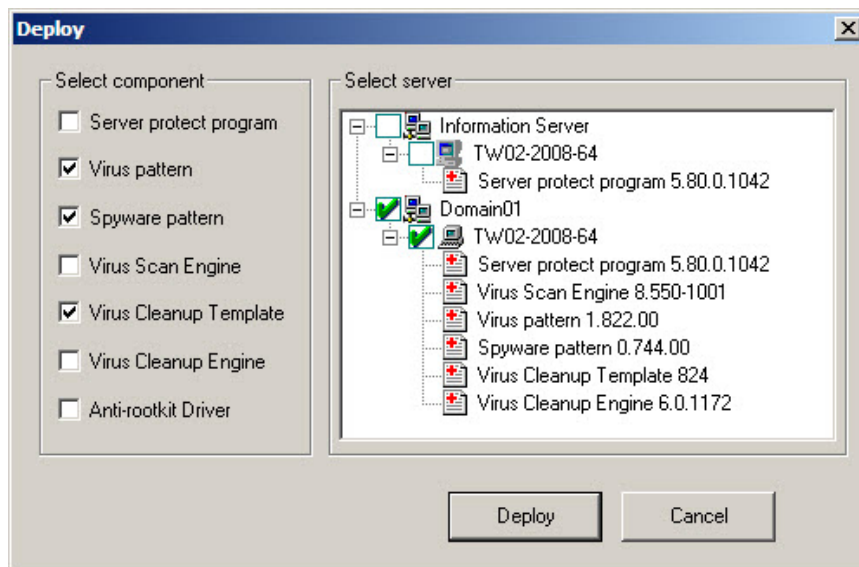 Deploy
Select component
Server protect program
Virus pattern
Spyware pattern
Virus Scan Engine
Virus Cleanup Template
Virus Cleanup Engine
Anti-rootkit Driver
Select server
Information Server
TW02-2008-64
Server protect program 5.80.0.1042
Domain01
TW02-2008-64
Server protect program 5.80.0.1042
Virus Scan Engine 8.550-1001
Virus pattern 1.822.00
Spyware pattern 0.744.00
Virus Cleanup Template 824
Virus Cleanup Engine 6.0.1172
Deploy
Cancel